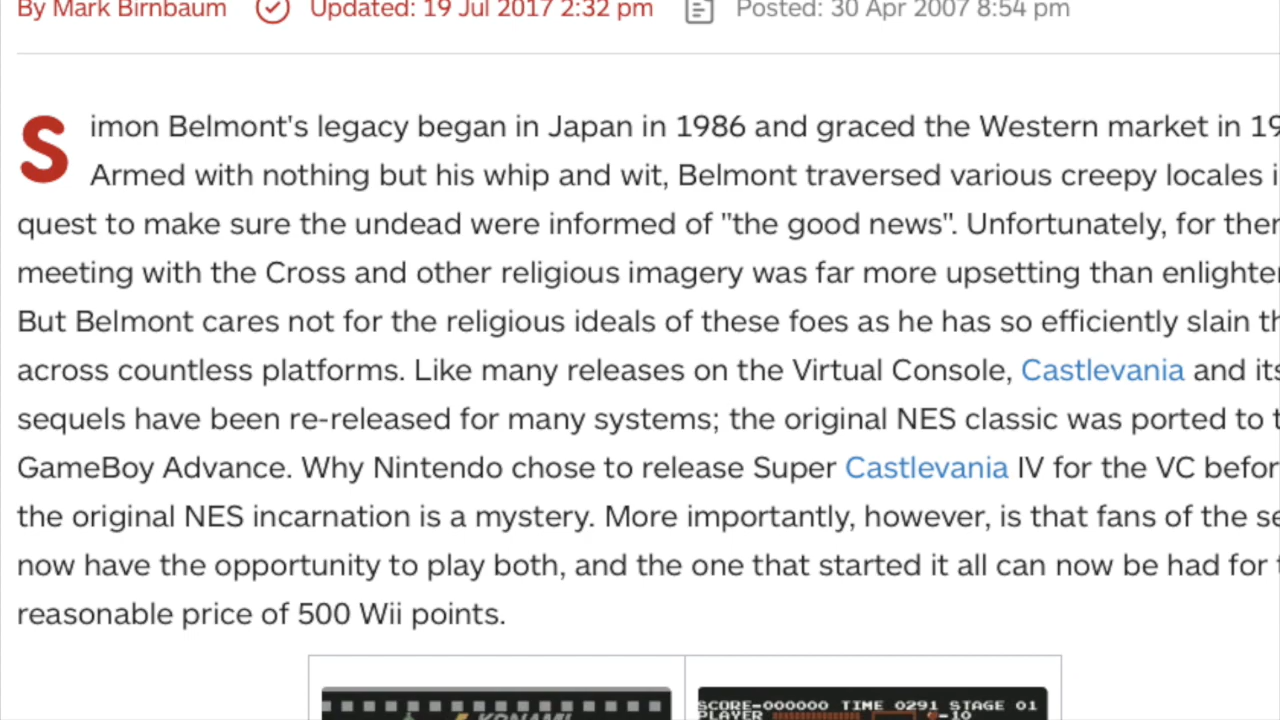 By Mark Birnbaum Updated: 19 Jul 2017 2:32 pm Posted: 30 Apr 2007 8:54 pm
Simon Belmont's legacy began in Japan in 1986 and graced the Western market in 19
Armed with nothing but his whip and wit, Belmont traversed various creepy locales
quest to make sure the undead were informed of "the good news". Unfortunately, for
meeting with the Cross and other religious imagery was far more upsetting than
But Belmont cares not for the religious ideals of these foes as he has so efficiently slain
across countless platforms. Like many releases on the Virtual Console, Castlevania and its
sequels have been re-released for many systems; the original NES classic was ported to
GameBoy Advance. Why Nintendo chose to release Super Castlevania IV for the VC
the original NES incarnation is a mystery. More importantly, however, is that fans of the
now have the opportunity to play both, and the one that started it all can now be had for
reasonable price of 500 Wii points.
KONAMI
SCORE-000000 TIME 0291 STAGE 01
PLAYER -10